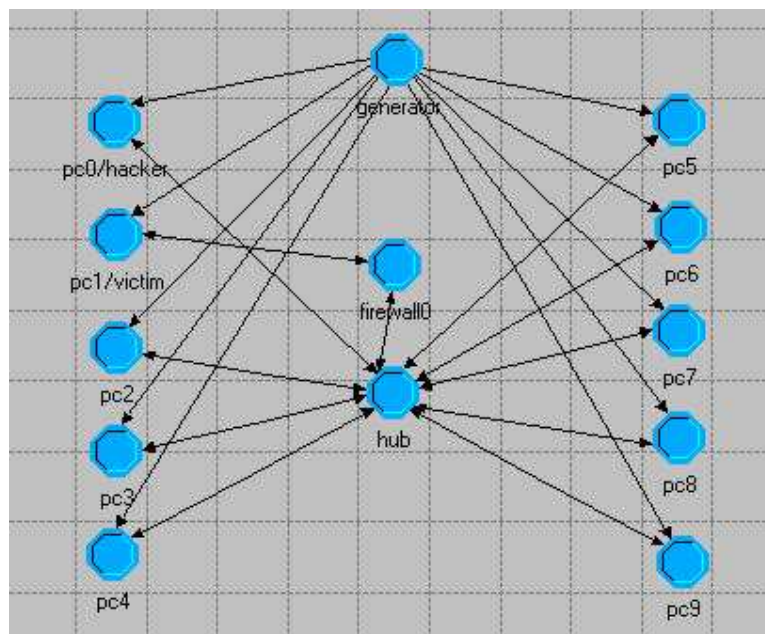 generator
pc0/hacker
pc5
pc1/victim
pc6
firewall0
pc2
pc7
hub
pc3
pc8
pc4
pc9